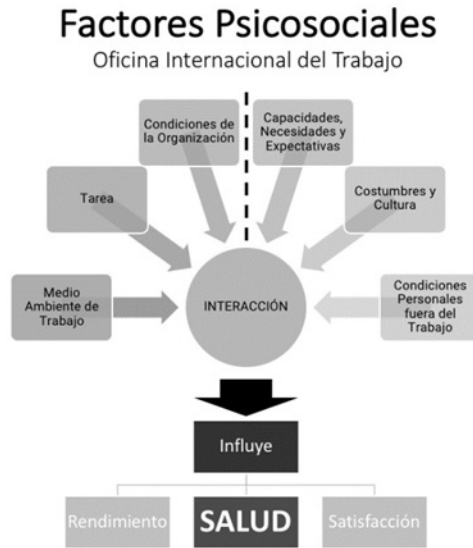 Factores Psicosociales
Oficina Internacional del Trabajo
Condiciones de
la Organización
Capacidades,
Necesidades y
Expectativas
Tarea
Costumbres y
Cultura
Medio
Ambiente de
Trabajo
INTERACCIÓN
Condiciones
Personales
fuera del
Trabajo
Influye
Rendimiento
SALUD
Satisfacción